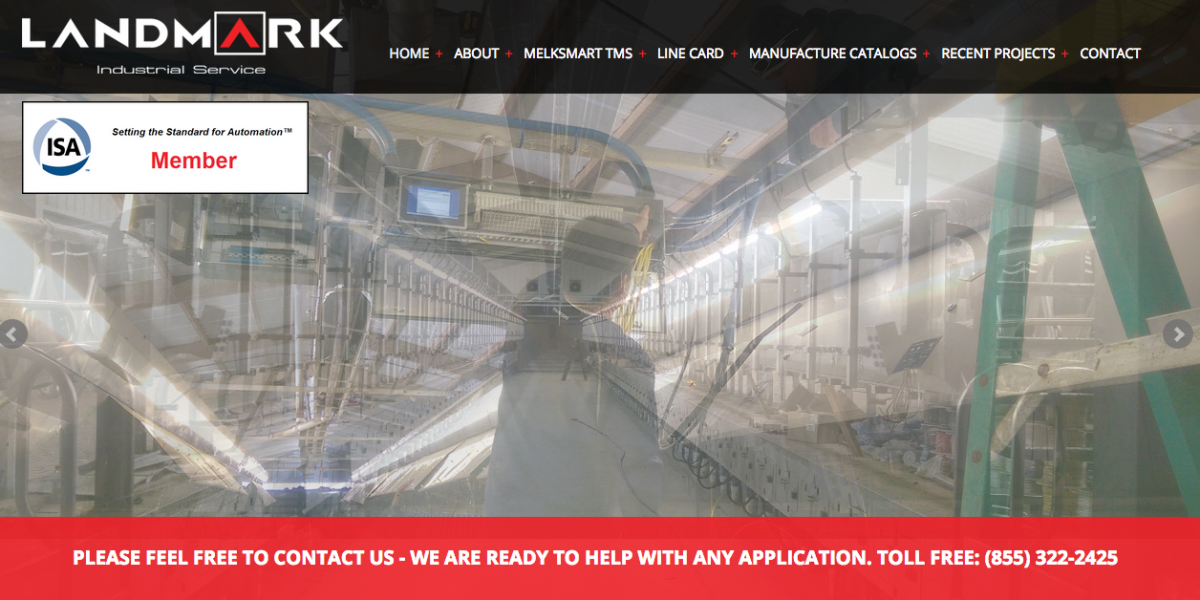 LANDMARK
Industrial Service
HOME + ABOUT + MELKSMART TMS + LINE CARD + MANUFACTURE CATALOGS + RECENT PROJECTS + CONTACT
ISA
Setting the Standard for Automation™
Member
PLEASE FEEL FREE TO CONTACT US - WE ARE READY TO HELP WITH ANY APPLICATION. TOLL FREE: (855) 322-2425